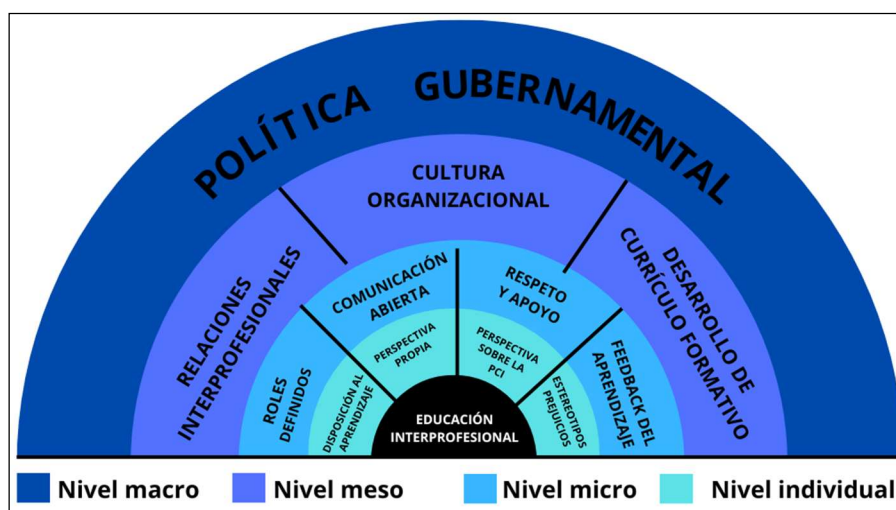 POLÍTICA GUBERNAMENTAL
CULTURA
ORGANIZACIONAL
RELACIONES
INTERPROFESIONALES
DESARROLLO DE
CURRÍCULO FORMATIVO
COMUNICACIÓN
ABIERTA
RESPETO
Y APOYO
ROLES
DEFINIDOS
FEEDBACK DEL
APRENDIZAJE
PERSPECTIVA
PROPIA
PERSPECTIVA
SOBRE LA
PCI
DISPOSICIÓN AL
APRENDIZAJE
ESTEREOTIPOS
PREJUICIOS
EDUCACIÓN
INTERPROFESIONAL
Nivel macro
Nivel meso
Nivel micro
Nivel individual